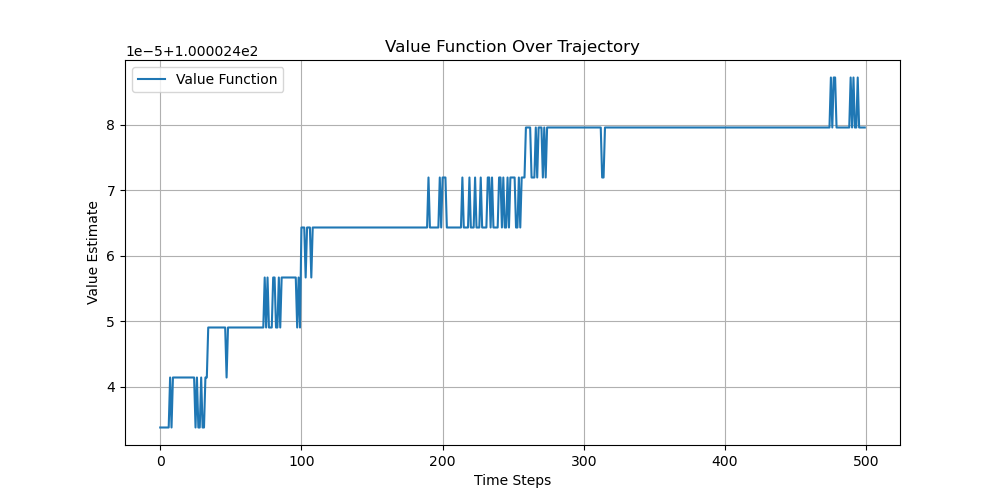 Value Function Over Trajectory
1e−5+1.000024e2
Value Function
8
7
6
5
4
Value Estimate
0 100 200 300 400 500
Time Steps